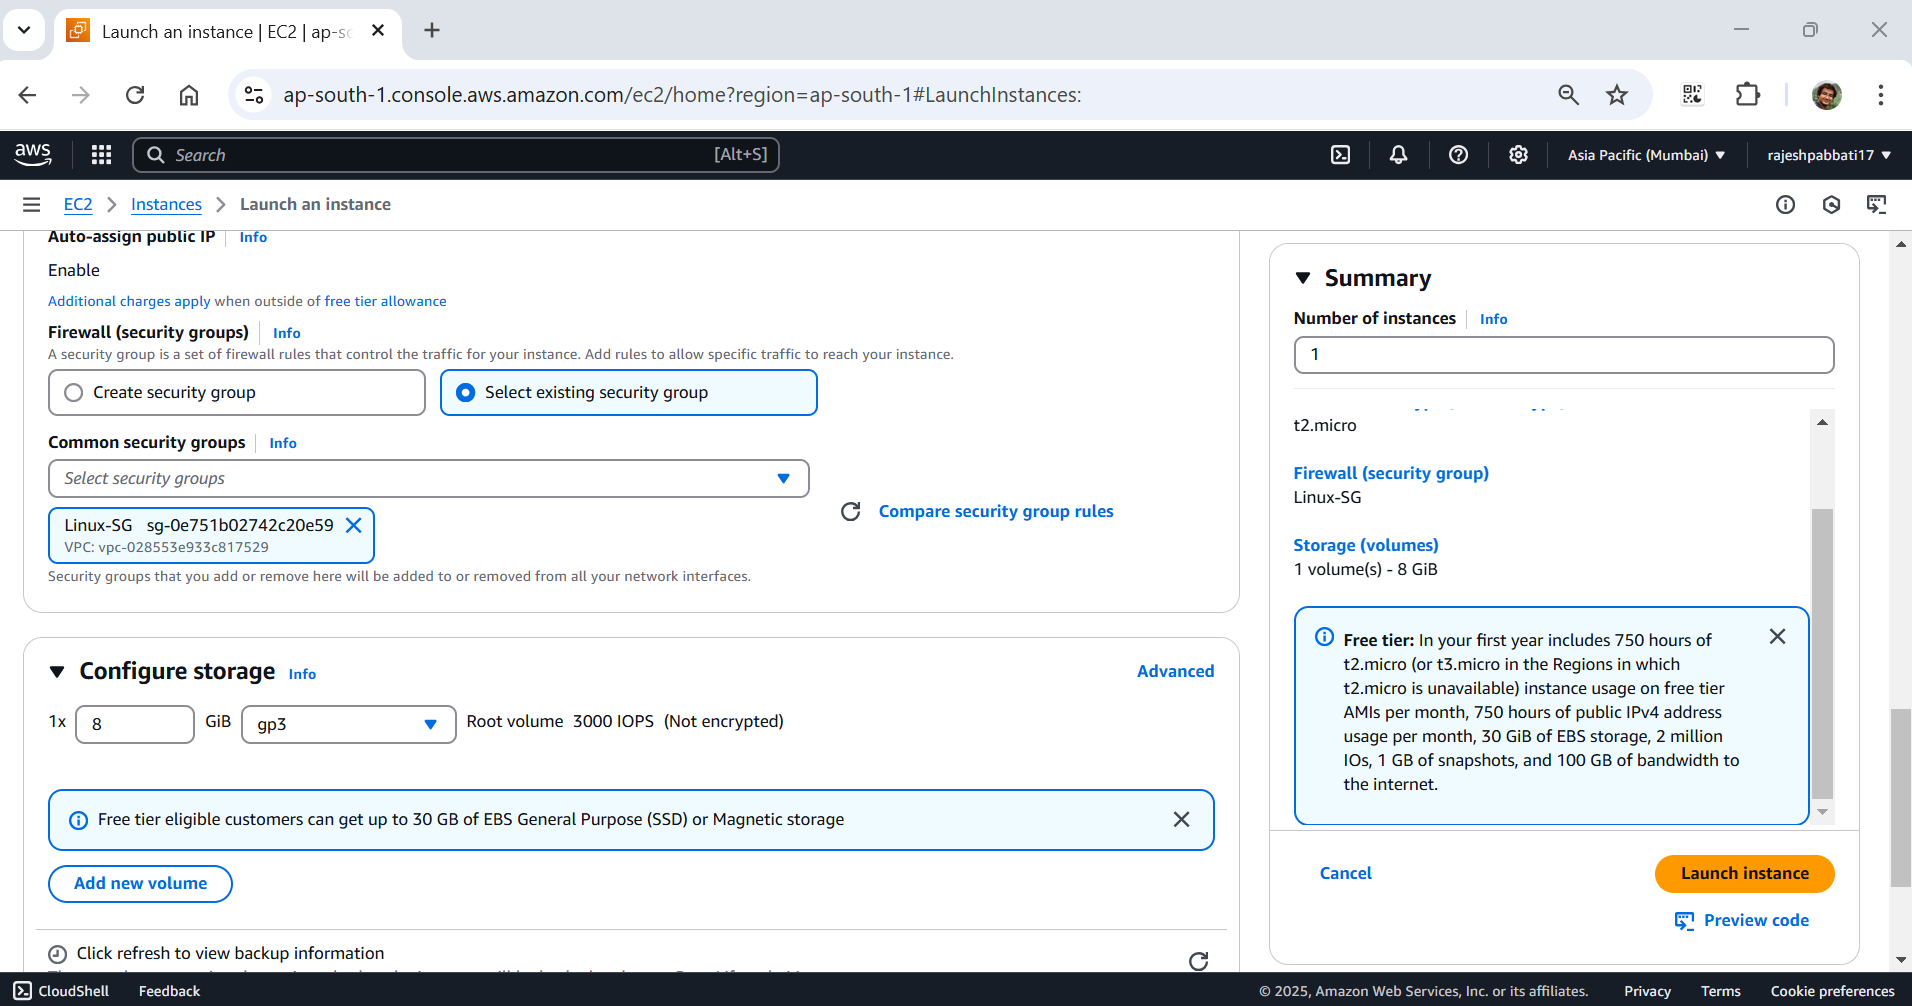 Launch an instance | EC2 | ap-so
ap-south-1.console.aws.amazon.com/ec2/home?region=ap-south-1#LaunchInstances:
aws
Search
[Alt+S]
Asia Pacific (Mumbai)
rajeshpabbati17
EC2
Instances
Launch an instance
Auto-assign public IP
Info
Enable
Additional charges apply when outside of free tier allowance
Firewall (security groups)
Info
A security group is a set of firewall rules that control the traffic for your instance. Add rules to allow specific traffic to reach your instance.
Create security group
Select existing security group
Common security groups
Info
Select security groups
Linux-SG sg-0e751b02742c20e59
VPC: vpc-028553e933c817529
Compare security group rules
Security groups that you add or remove here will be added to or removed from all your network interfaces.
Configure storage
Info
Advanced
1x
8
GiB
gp3
Root volume 3000 IOPS (Not encrypted)
Free tier eligible customers can get up to 30 GB of EBS General Purpose (SSD) or Magnetic storage
Add new volume
Click refresh to view backup information
Summary
Number of instances
Info
1
t2.micro
Firewall (security group)
Linux-SG
Storage (volumes)
1 volume(s) - 8 GiB
Free tier: In your first year includes 750 hours of
t2.micro (or t3.micro in the Regions in which
t2.micro is unavailable) instance usage on free tier
AMIs per month, 750 hours of public IPv4 address
usage per month, 30 GiB of EBS storage, 2 million
IOs, 1 GB of snapshots, and 100 GB of bandwidth to
the internet.
Cancel
Launch instance
Preview code
CloudShell
Feedback
© 2025, Amazon Web Services, Inc. or its affiliates.
Privacy
Terms
Cookie preferences